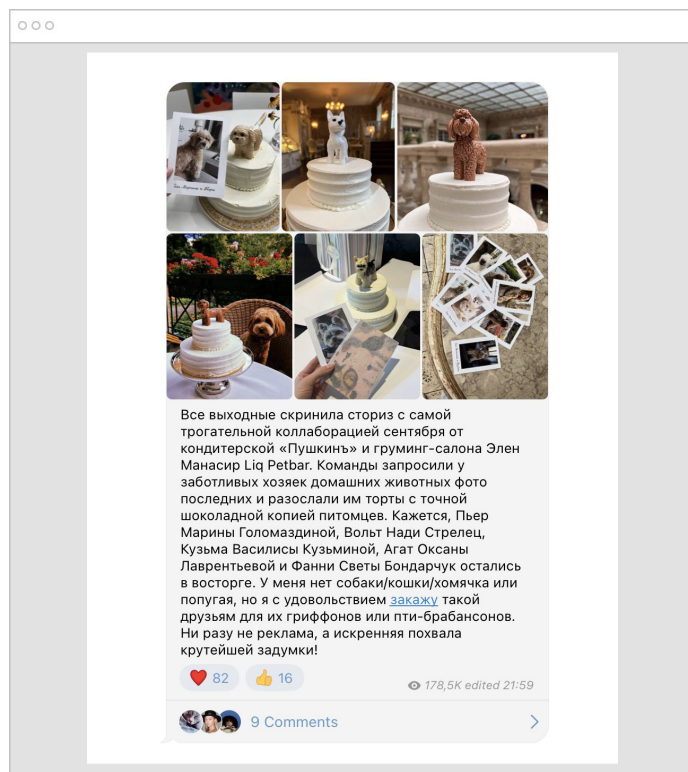 Все выходные скринила сториз с самой
трогательной коллаборацией сентября от
кондитерской «Пушкинъ» и груминг-салона Элен
Манасир Liq Petbar. Команды запросили у
заботливых хозяек домашних животных фото
последних и разослали им торты с точной
шоколадной копией питомцев. Кажется, Пьер
Марины Голомаздиной, Вольт Нади Стрелец,
Кузьма Василисы Кузьминой, Агат Оксаны
Лаврентьевой и Фанни Светы Бондарчук остались
в восторге. У меня нет собаки/кошки/хомячка или
попугая, но я с удовольствием закажу такой
друзьям для их гриффонов или пти-брабансонов.
Ни разу не реклама, а искренняя похвала
крутейшей задумки!
82 16
178,5K edited 21:59
9 Comments